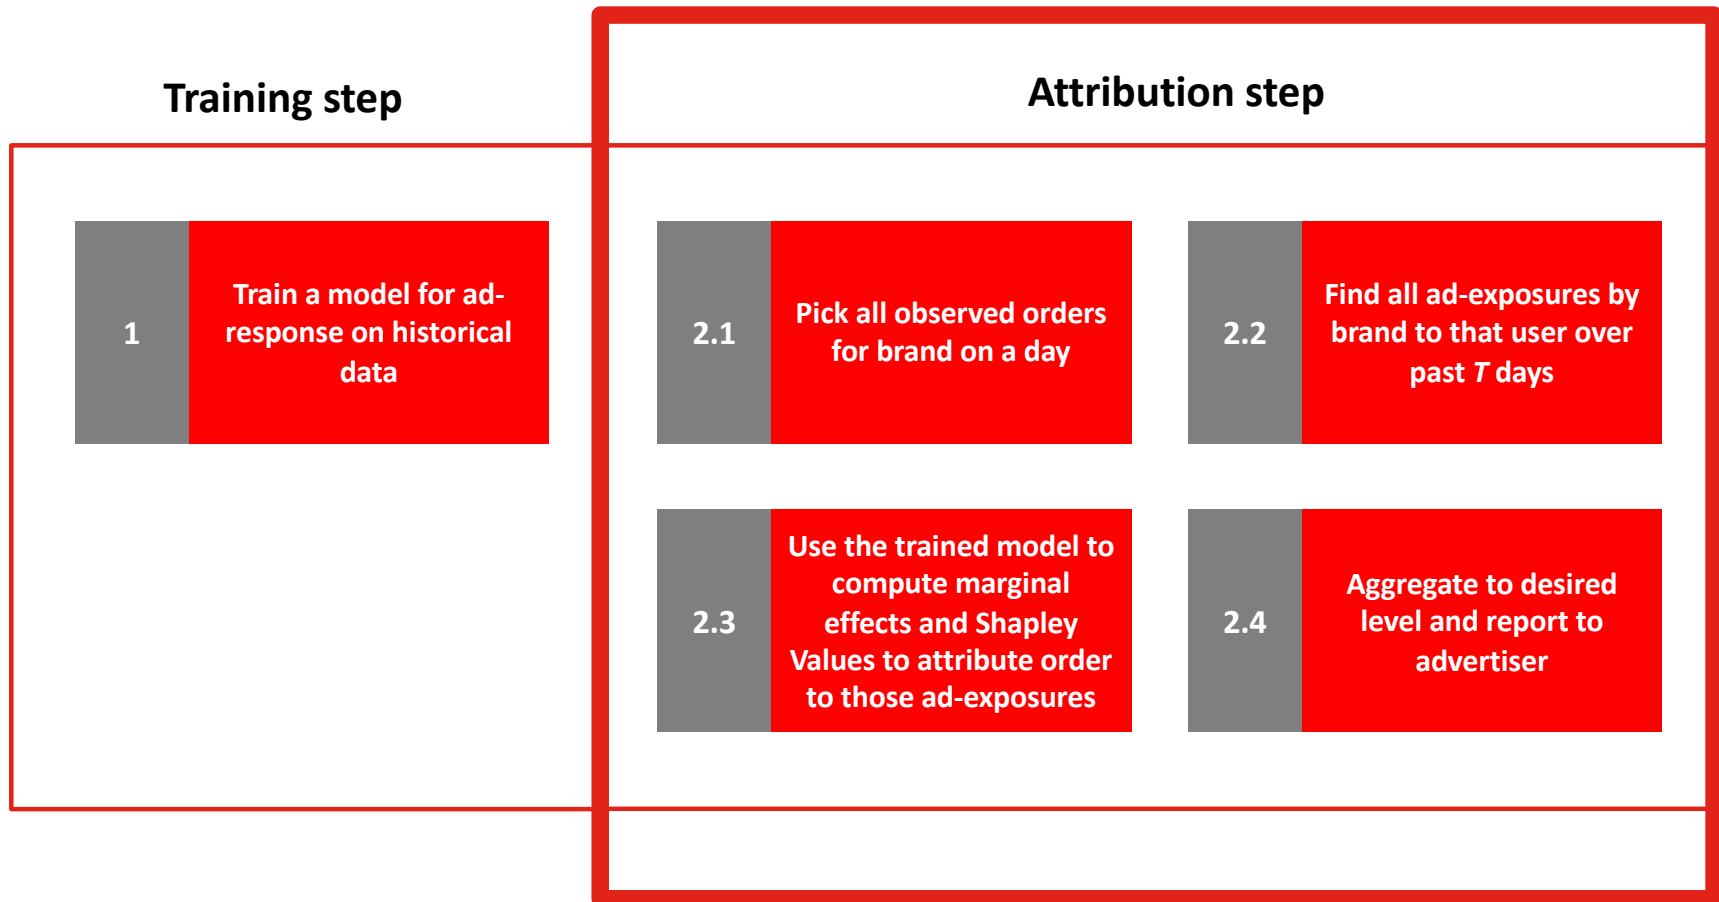 Training step
Attribution step
1
Train a model for ad-
response on historical
data
2.1
Pick all observed orders
for brand on a day
2.2
Find all ad-exposures by
brand to that user over
past T days
2.3
Use the trained model to
compute marginal
effects and Shapley
Values to attribute order
to those ad-exposures
2.4
Aggregate to desired
level and report to
advertiser